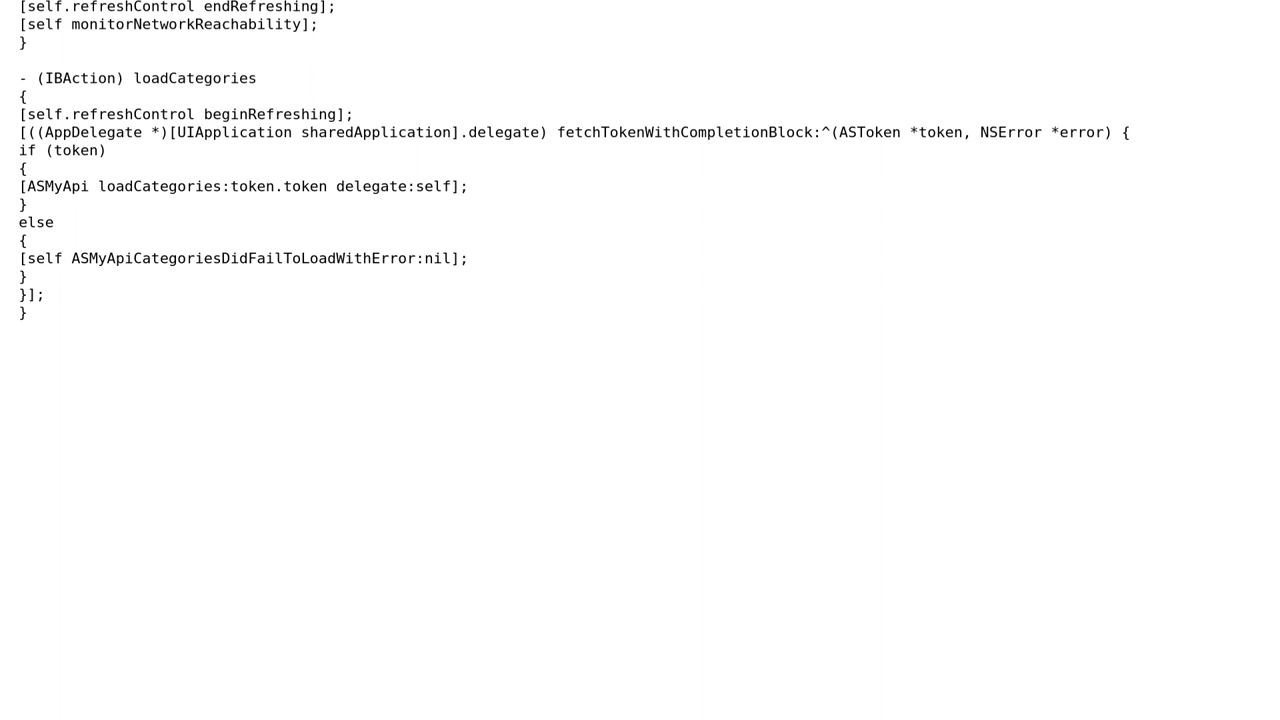 [self.refreshControl endRefreshing];
[self monitorNetworkReachability];
}

- (IBAction) loadCategories
{
[self.refreshControl beginRefreshing];
[((AppDelegate *)[UIApplication sharedApplication].delegate) fetchTokenWithCompletionBlock:^(ASToken *token, NSError *error) {
if (token)
{
[ASMyApi loadCategories:token.token delegate:self];
}
else
{
[self ASMyApiCategoriesDidFailToLoadWithError:nil];
}
}];
}